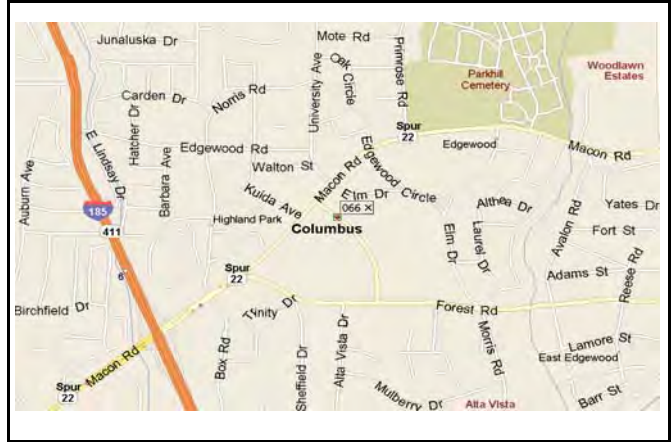 Mote Rd
Junaluska Dr
Oak Circle
Primrose Rd
University Ave
Woodlawn Estates
Parkhill Cemetery
Norris Rd
Carden Dr
Hatcher Dr
Spur 22
Edgewood
Macon Rd
E Lindsay Dr
Edgewood Rd
Barbara Ave
Walton St
Edgewood Circle
Macon Rd
Auburn Ave
Elm Dr
Kulda Ave
066 X
Althea Dr
Yates Dr
185
411
Highland Park
Columbus
Elm Dr
Laurel Dr
Avalon Rd
Fort St
Spur 22
6
Adams St
Reese Rd
Birchfield Dr
Trinity Dr
Forest Rd
Morris Rd
Lamore St
Macon Rd
Box Rd
Sheffield Dr
Alta Vista Dr
East Edgewood
Spur 22
Mulberry Dr
Alta Vista
Barr St